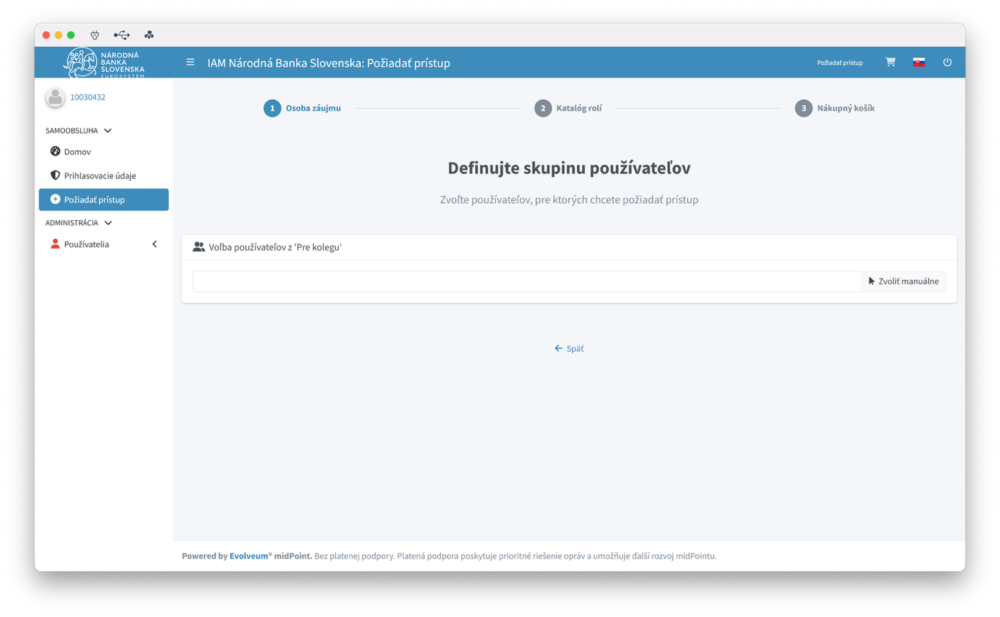 NÁRODNÁ
BANKA
SLOVENSKA
EUROSYSTÉM
IAM Národná Banka Slovenska: Požiadať prístup
Požiadať prístup
10030432
SAMOOBSLUHA
Domov
Prihlasovacie údaje
Požiadať prístup
ADMINISTRÁCIA
Používatelia
1 Osoba záujmu
2 Katalóg rolí
3 Nákupný košík
Definujte skupinu používateľov
Zvoľte používateľov, pre ktorých chcete požiadať prístup
Voľba používateľov z 'Pre kolegu'
Zvoliť manuálne
Späť
Powered by Evolveum® midPoint. Bez platenej podpory. Platená podpora poskytuje prioritné riešenie opráv a umožňuje ďalší rozvoj midPointu.